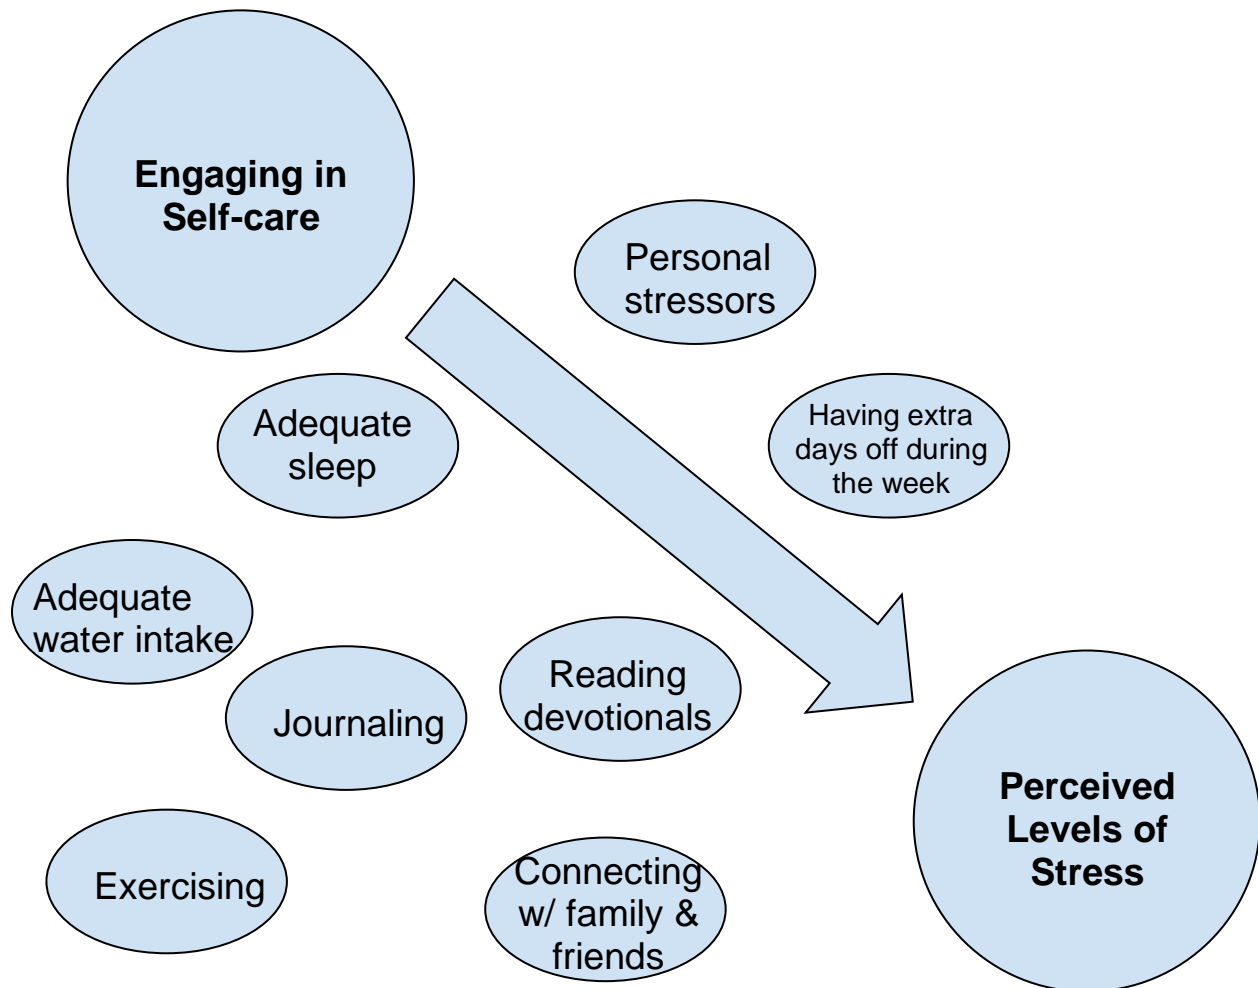 Engaging in
Self-care
Personal
stressors
Adequate
sleep
Having extra
days off during
the week
Adequate
water intake
Journaling
Reading
devotionals
Perceived
Levels of
Stress
Exercising
Connecting
w/ family &
friends